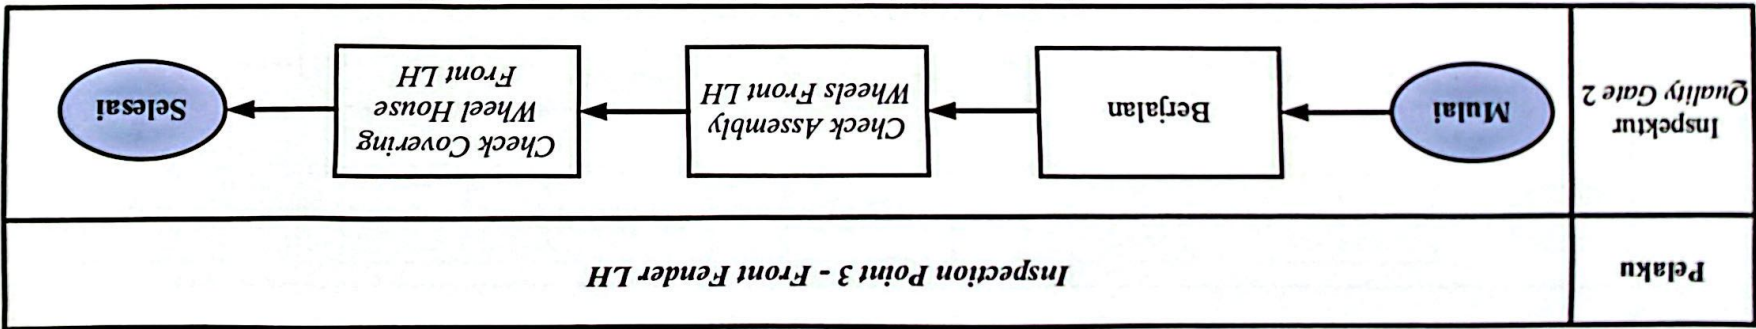 Pelaku
Inspection Point 3 - Front Fender LH
Inspektur
Quality Gate 2
Mulai
Berjalan
Check Assembly
Wheels Front LH
Check Covering
Wheel House
Front LH
Selesai